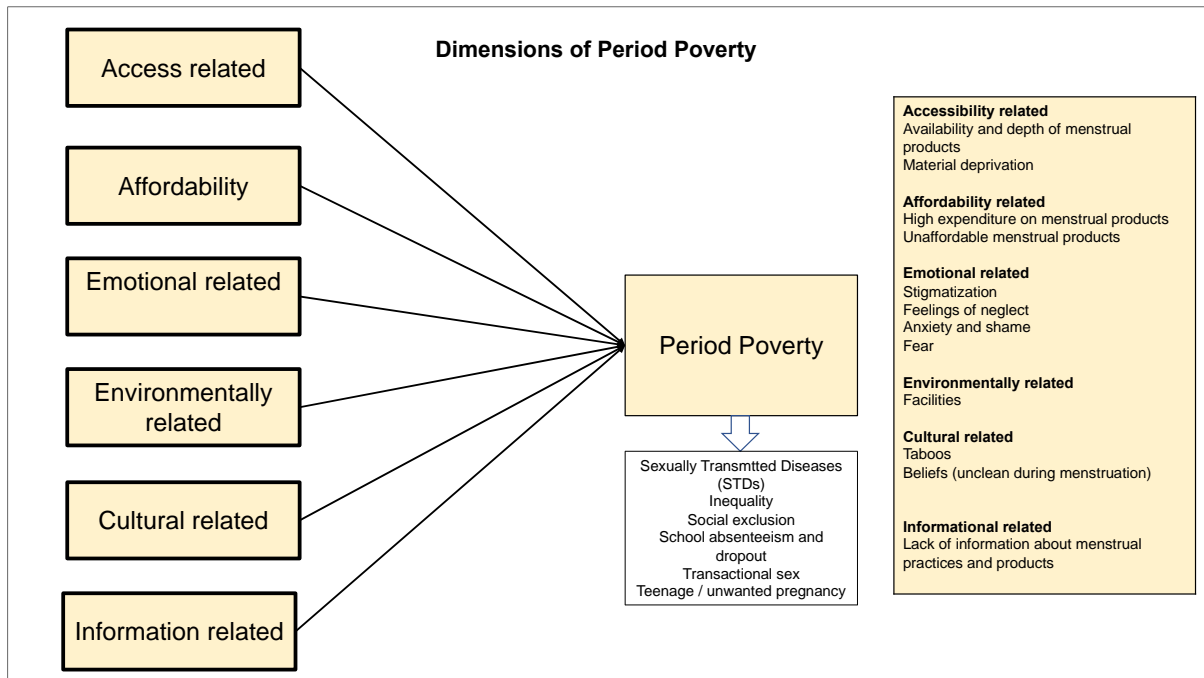 Dimensions of Period Poverty
Access related
Affordability
Emotional related
Environmentally
related
Cultural related
Information related
Period Poverty
Sexually Transmtted Diseases
(STDs)
Inequality
Social exclusion
School absenteeism and
dropout
Transactional sex
Teenage / unwanted pregnancy
Accessibility related
Availability and depth of menstrual
products
Material deprivation
Affordability related
High expenditure on menstrual products
Unaffordable menstrual products
Emotional related
Stigmatization
Feelings of neglect
Anxiety and shame
Fear
Environmentally related
Facilities
Cultural related
Taboos
Beliefs (unclean during menstruation)
Informational related
Lack of information about menstrual
practices and products